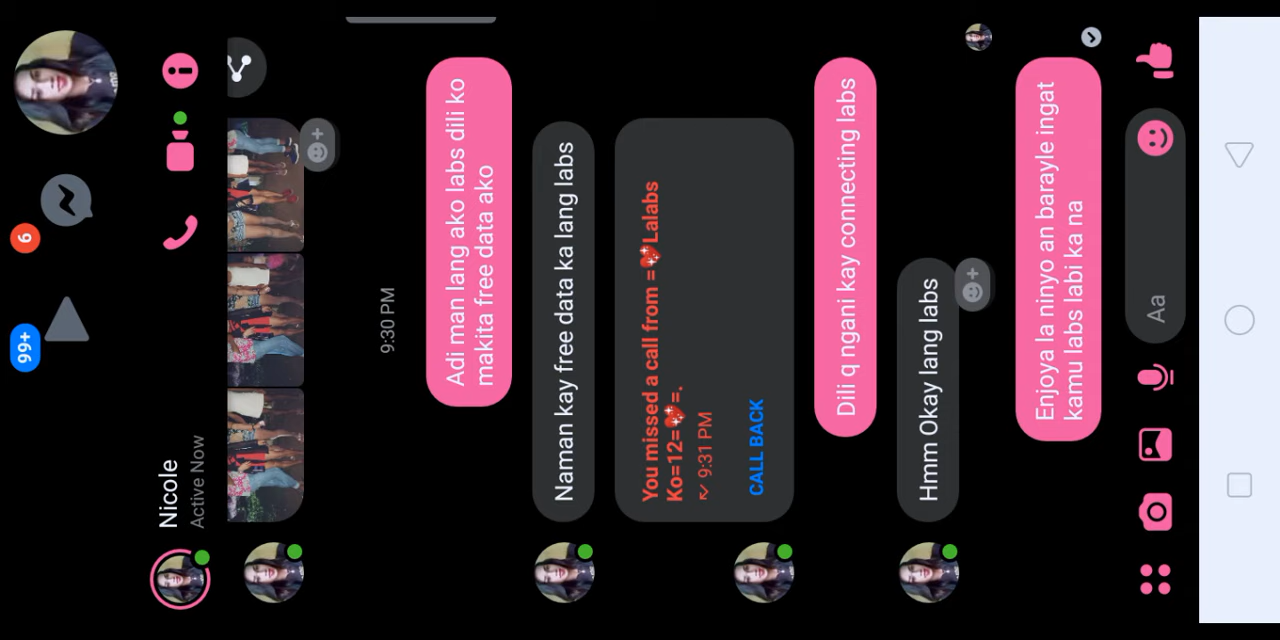 99+
6
Nicole
Active Now
9:30 PM
Adi man lang ako labs dili ko
makita free data ako
Naman kay free data ka lang labs
You missed a call from =💖Lalabs
Ko=12=💖=.
9:31 PM
CALL BACK
Dili q ngani kay connecting labs
Hmm Okay lang labs
Enjoya la ninyo an barayle ingat
kamu labs labi ka na
Aa